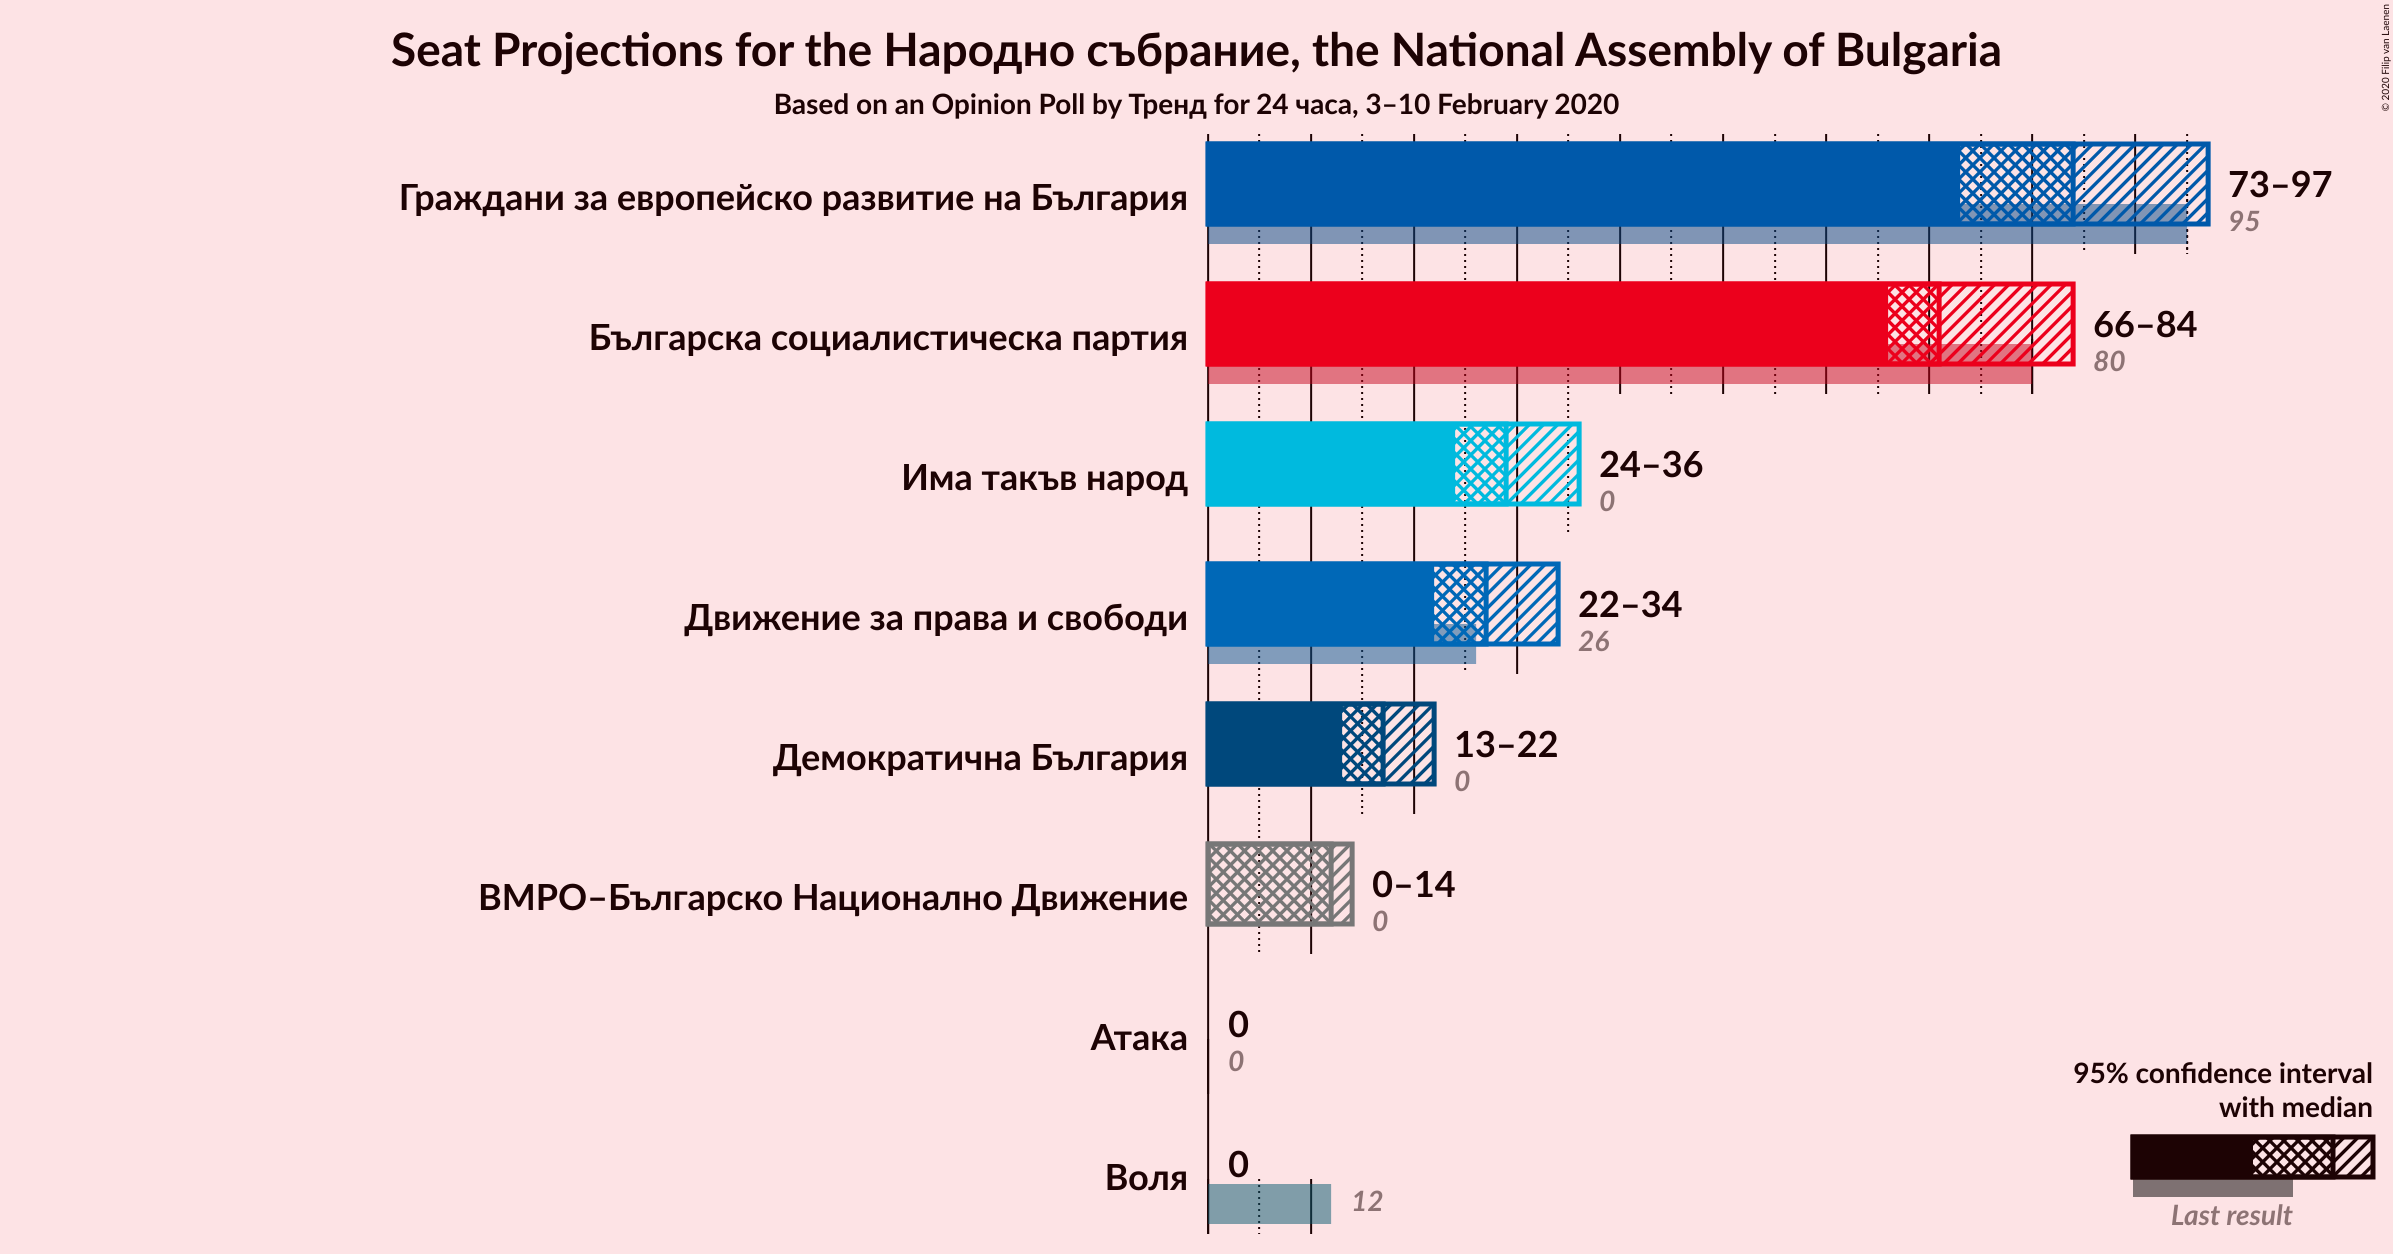 Seat Projections for the Народно събрание, the National Assembly of Bulgaria
Based on an Opinion Poll by Тренд for 24 часа, 3–10 February 2020
© 2020 Filip van Laenen
Граждани за европейско развитие на България
73–97
95
Българска социалистическа партия
66–84
80
Има такъв народ
24–36
0
Движение за права и свободи
22–34
26
Демократична България
13–22
0
ВМРО–Българско Национално Движение
0–14
0
Атака
0
0
Воля
0
12
95% confidence interval
with median
Last result